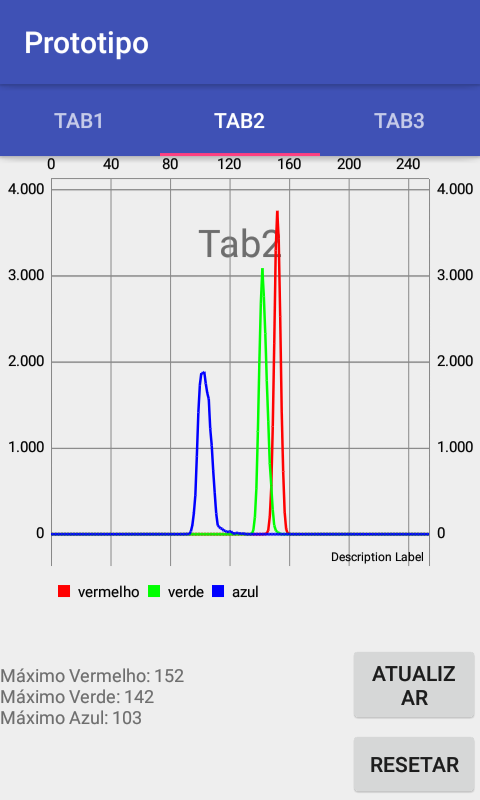 Prototipo
TAB1 TAB2 TAB3
0 40 80 120 160 200 240
4.000 4.000
Tab2
3.000 3.000
2.000 2.000
1.000 1.000
0 0
Description Label
vermelho verde azul
Máximo Vermelho: 152
Máximo Verde: 142
Máximo Azul: 103
ATUALIZ
AR
RESETAR